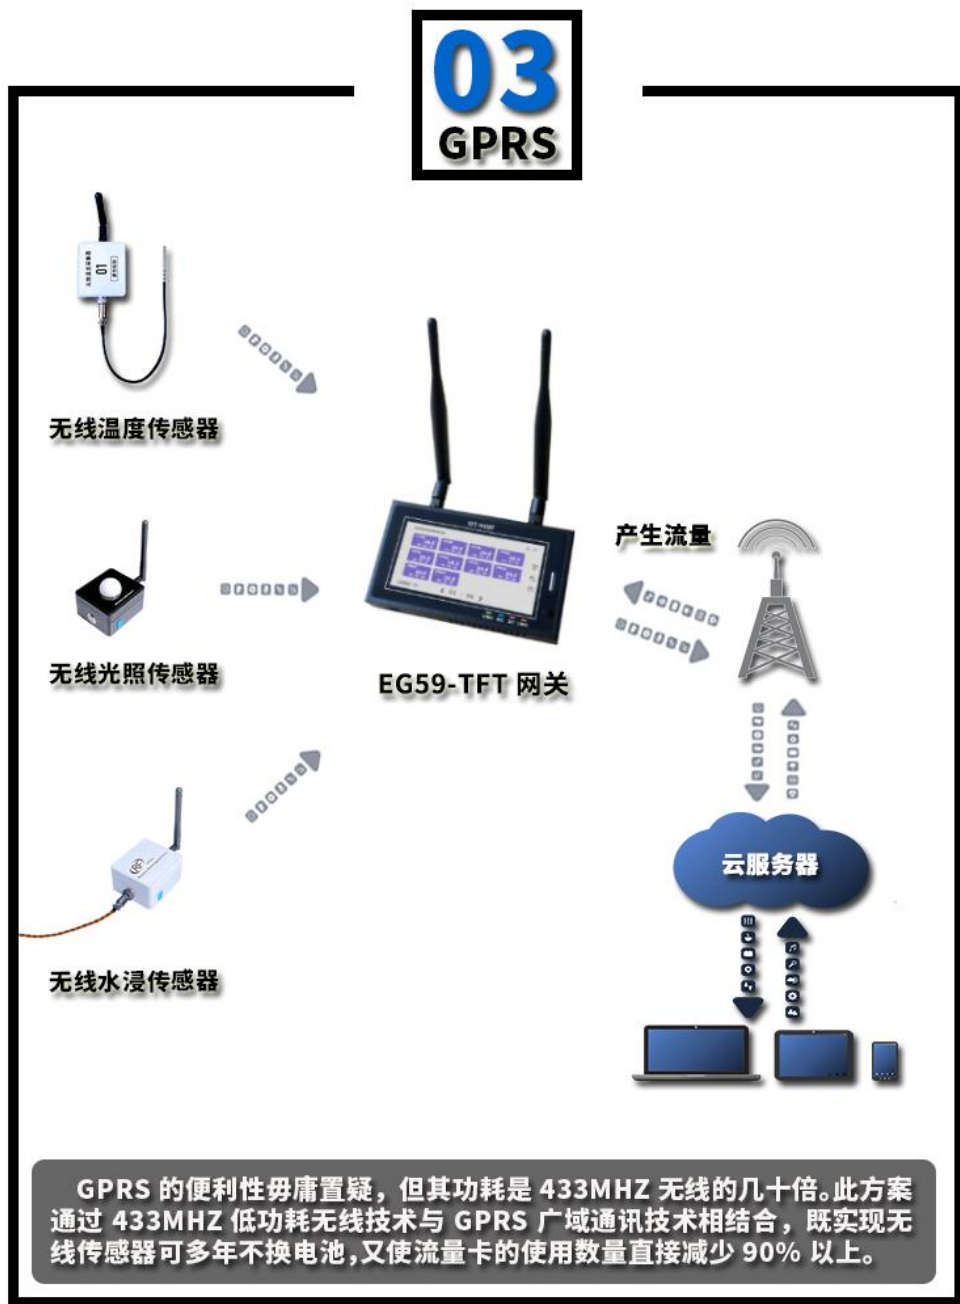 03
GPRS
01
无线温度传感器
产生流量
无线光照传感器
EG59-TFT 网关
云服务器
无线水浸传感器
GPRS 的便利性毋庸置疑，但其功耗是 433MHZ 无线的几十倍。此方案
通过 433MHZ 低功耗无线技术与 GPRS 广域通讯技术相结合，既实现无
线传感器可多年不换电池，又使流量卡的使用数量直接减少 90% 以上。